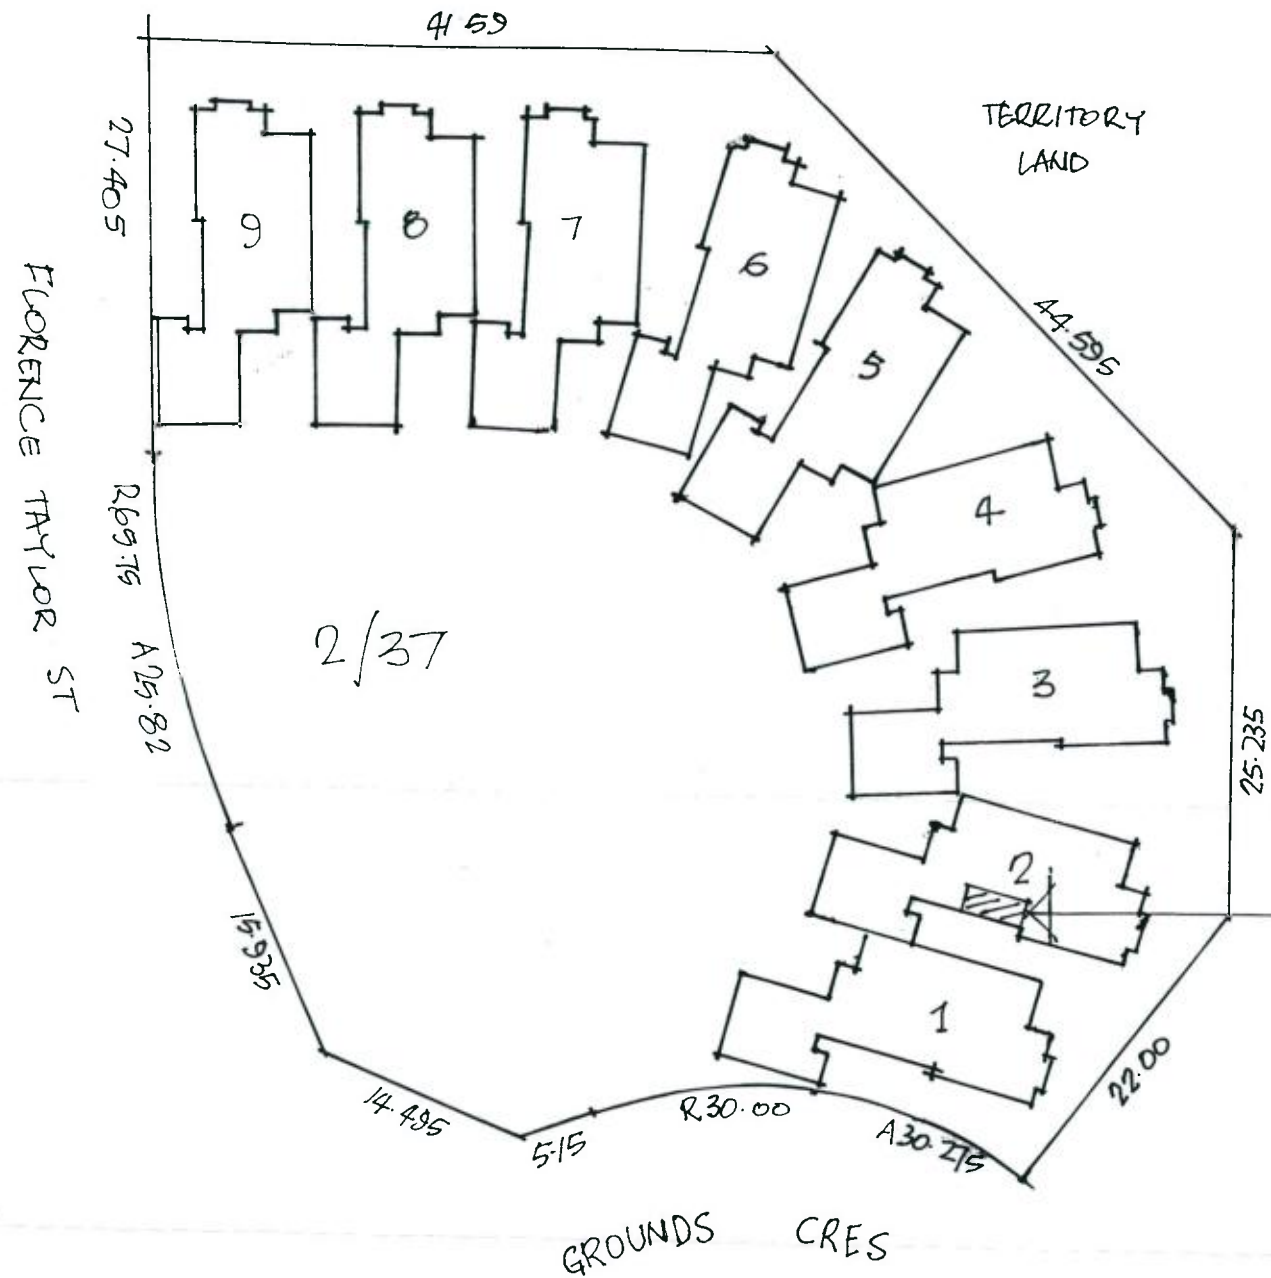 41.59
TERRITORY
LAND
27.405
9
8
7
6
5
44.595
FLORENCE TAYLOR ST
4
R69.75 A25.82
2/37
3
25.235
2
15.935
1
22.00
14.495
5.15
R30.00
A30.275
GROUNDS CRES